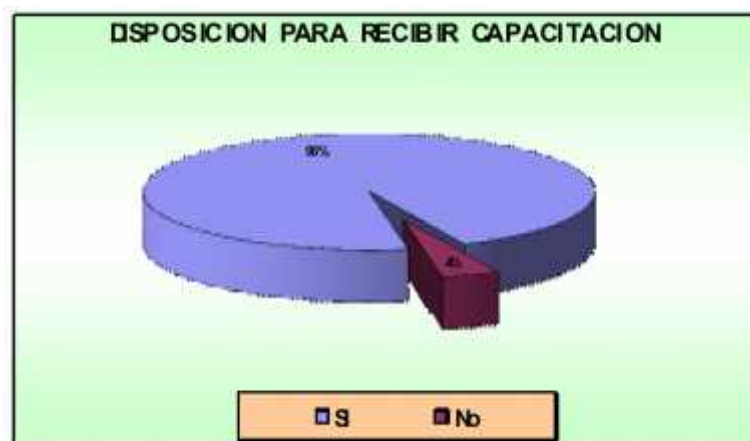 DISPOSICION PARA RECIBIR CAPACITACION
96%
4%
Si
No